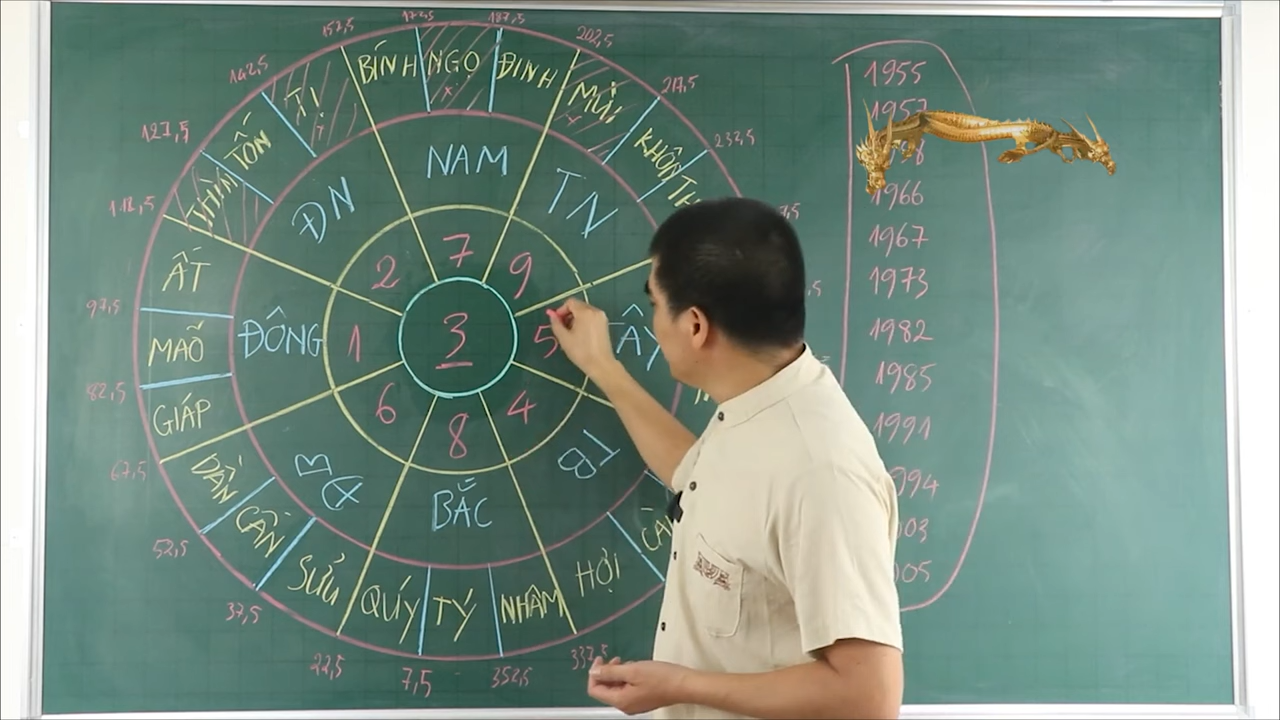 157,5
172,5
187,5
202,5
142,5
BÍNH
NGỌ
ĐINH
MÙI
217,5
TỊ
127,5
TỐN
KHÔN
232,5
THÌN
112,5
ĐN
NAM
TN
ẤT
2
7
9
97,5
MÃO
ĐÔNG
1
3
5
TÂY
82,5
GIÁP
6
8
4
67,5
DẦN
ĐB
BẮC
TB
CẤN
52,5
SỬU
QUÝ
TÝ
NHÂM
HỢI
37,5
22,5
7,5
352,5
337,5
1955
1957
1966
1967
1973
1982
1985
1991